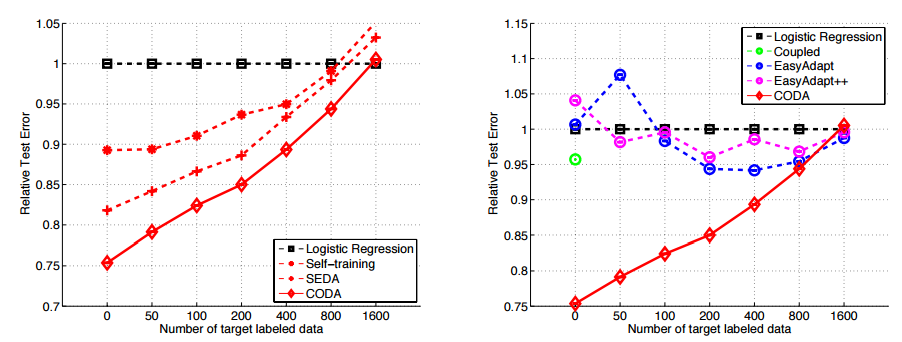 1.05
1
0.95
0.9
0.85
0.8
0.75
0.7
Relative Test Error
0 50 100 200 400 800 1600
Number of target labeled data
Logistic Regression
Self-training
SEDA
CODA
1.15
1.1
1.05
1
0.95
0.9
0.85
0.8
0.75
Relative Test Error
0 50 100 200 400 800 1600
Number of target labeled data
Logistic Regression
Coupled
EasyAdapt
EasyAdapt++
CODA